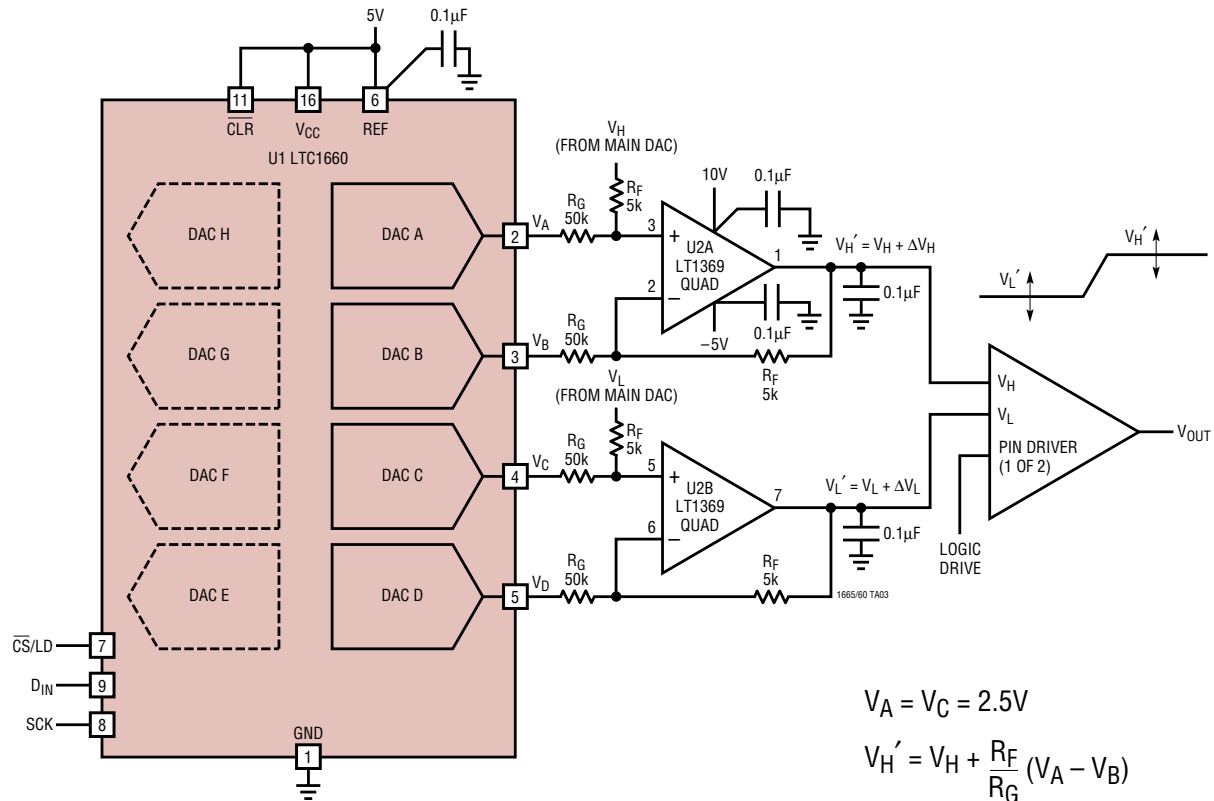 5V
0.1µF
11
16
6
CLR
VCC
REF
U1 LTC1660
DAC H
DAC A
DAC G
DAC B
DAC F
DAC C
DAC E
DAC D
2
3
4
5
VA
VB
VC
VD
RG
50k
RG
50k
RG
50k
RG
50k
VH
(FROM MAIN DAC)
RF
5k
3
+
2
−
U2A
LT1369
QUAD
1
10V
0.1µF
−5V
0.1µF
RF
5k
VH′ = VH + ΔVH
0.1µF
VL
(FROM MAIN DAC)
RF
5k
5
+
6
−
U2B
LT1369
QUAD
7
RF
5k
VL′ = VL + ΔVL
0.1µF
1665/60 TA03
VL′
VH′
VH
VL
PIN DRIVER
(1 OF 2)
VOUT
LOGIC
DRIVE
CS/LD
7
DIN
9
SCK
8
GND
1
VA = VC = 2.5V
VH′ = VH + RF/RG (VA – VB)